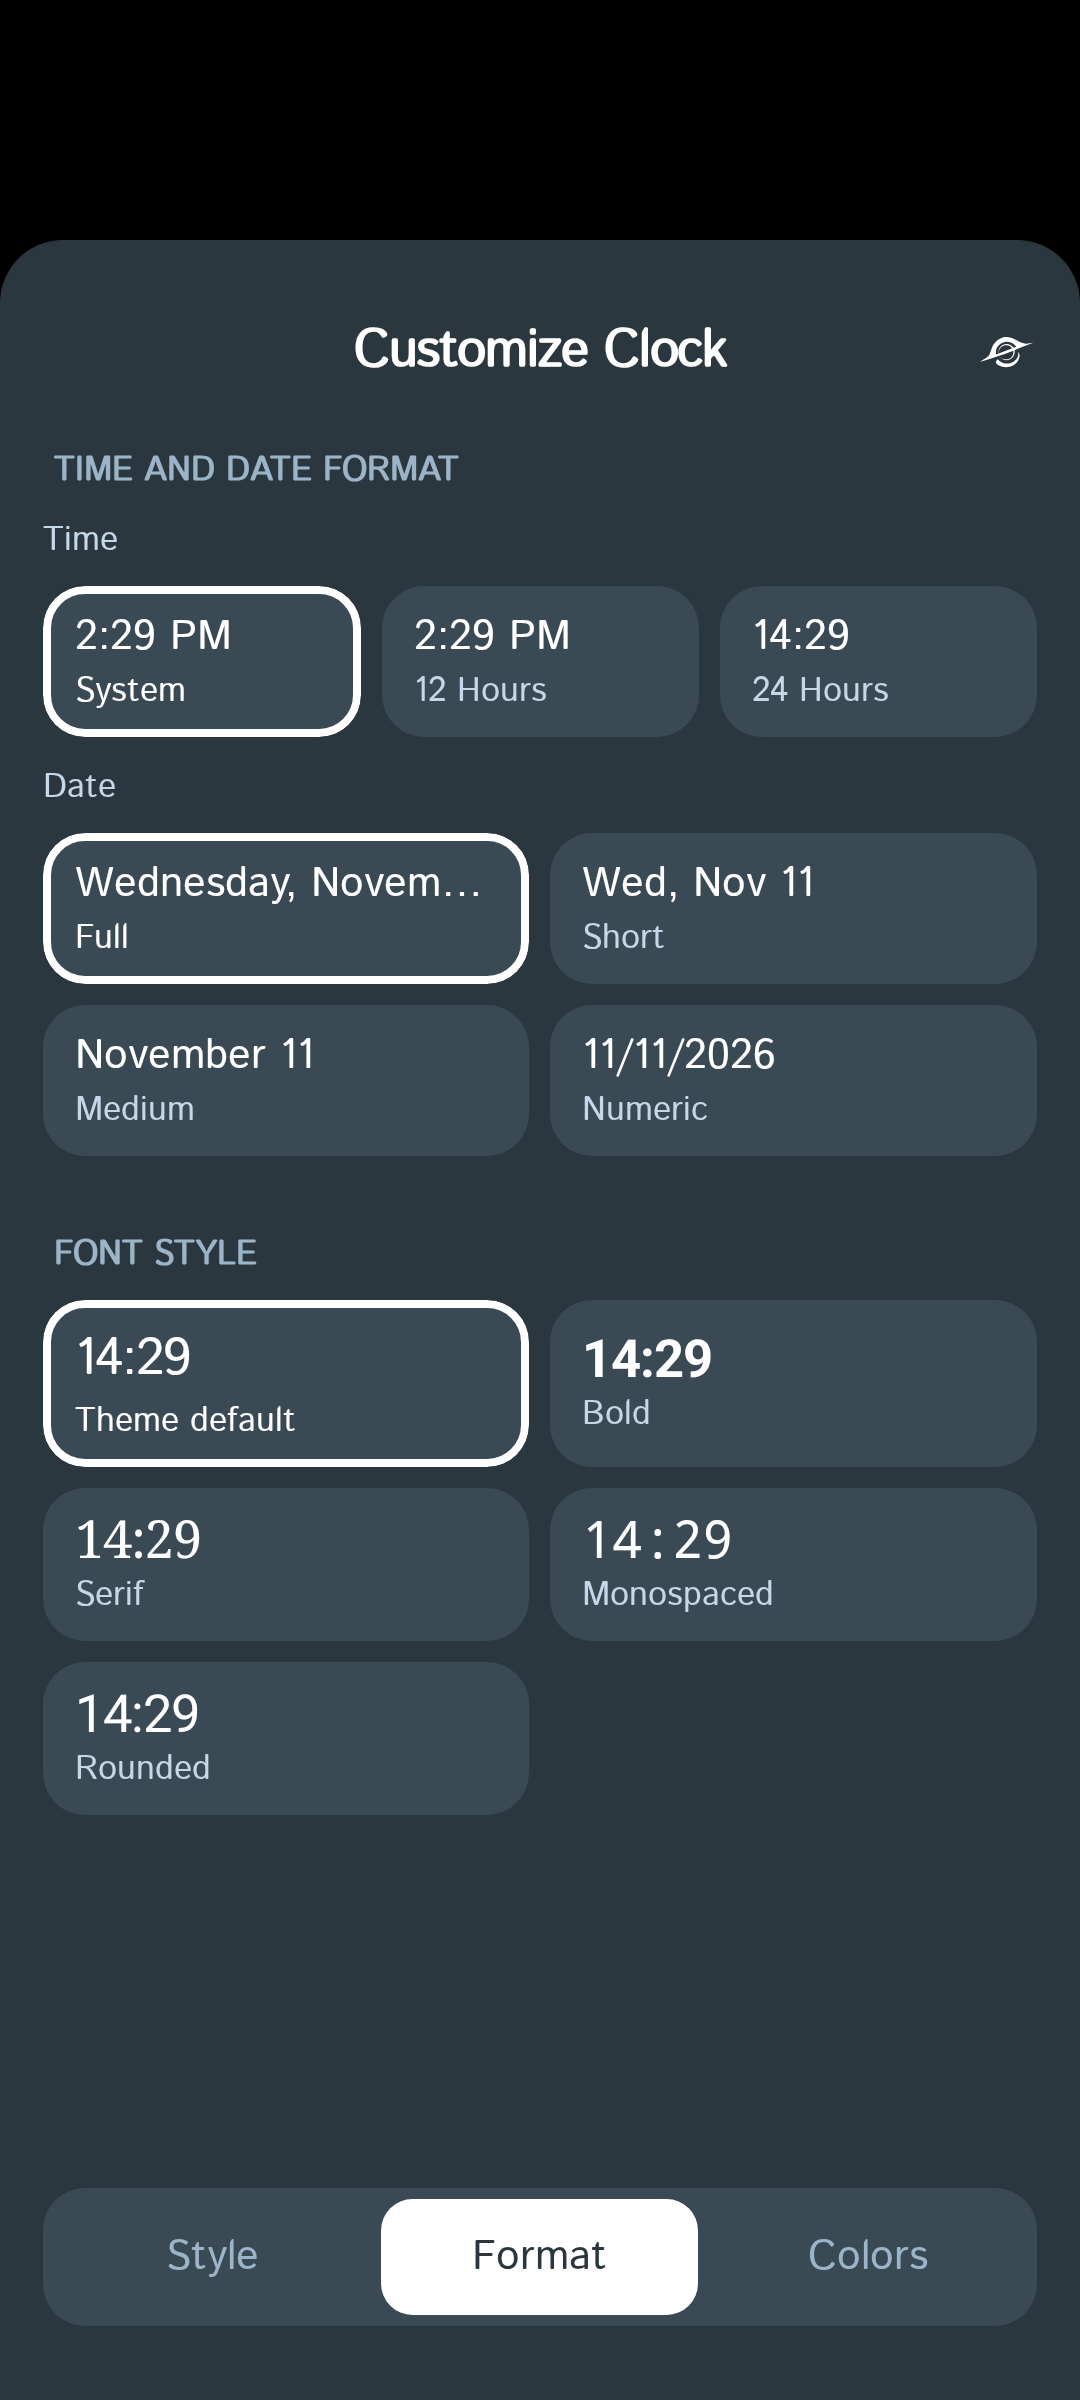 Customize Clock
TIME AND DATE FORMAT
Time
2:29 PM
System
2:29 PM
12 Hours
14:29
24 Hours
Date
Wednesday, Novem...
Full
Wed, Nov 11
Short
November 11
Medium
11/11/2026
Numeric
FONT STYLE
14:29
Theme default
14:29
Bold
14:29
Serif
14:29
Monospaced
14:29
Rounded
Style
Format
Colors